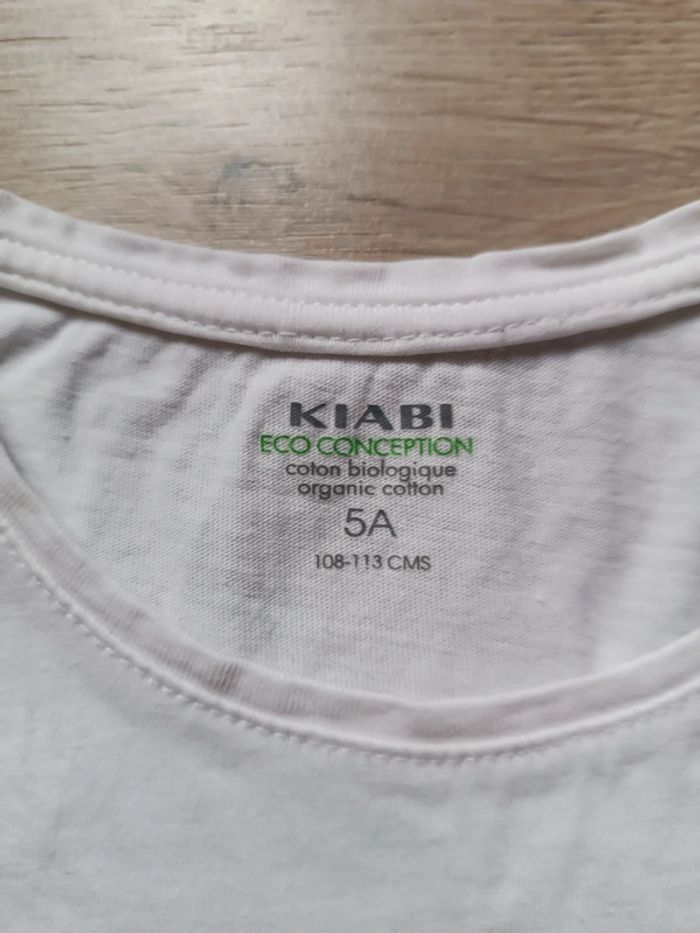 KIABI
ECO CONCEPTION
coton biologique
organic cotton
5A
108-113 CMS